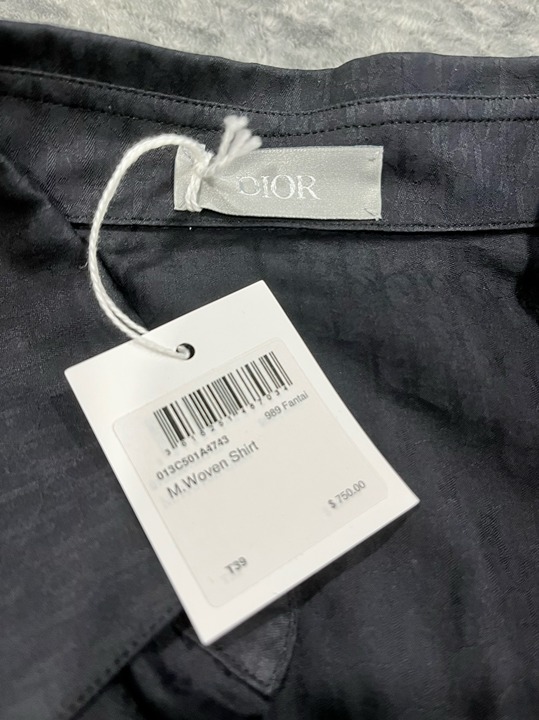 DIOR
989 Fantai
013C501A4743
M.Woven Shirt
$ 750.00
T39